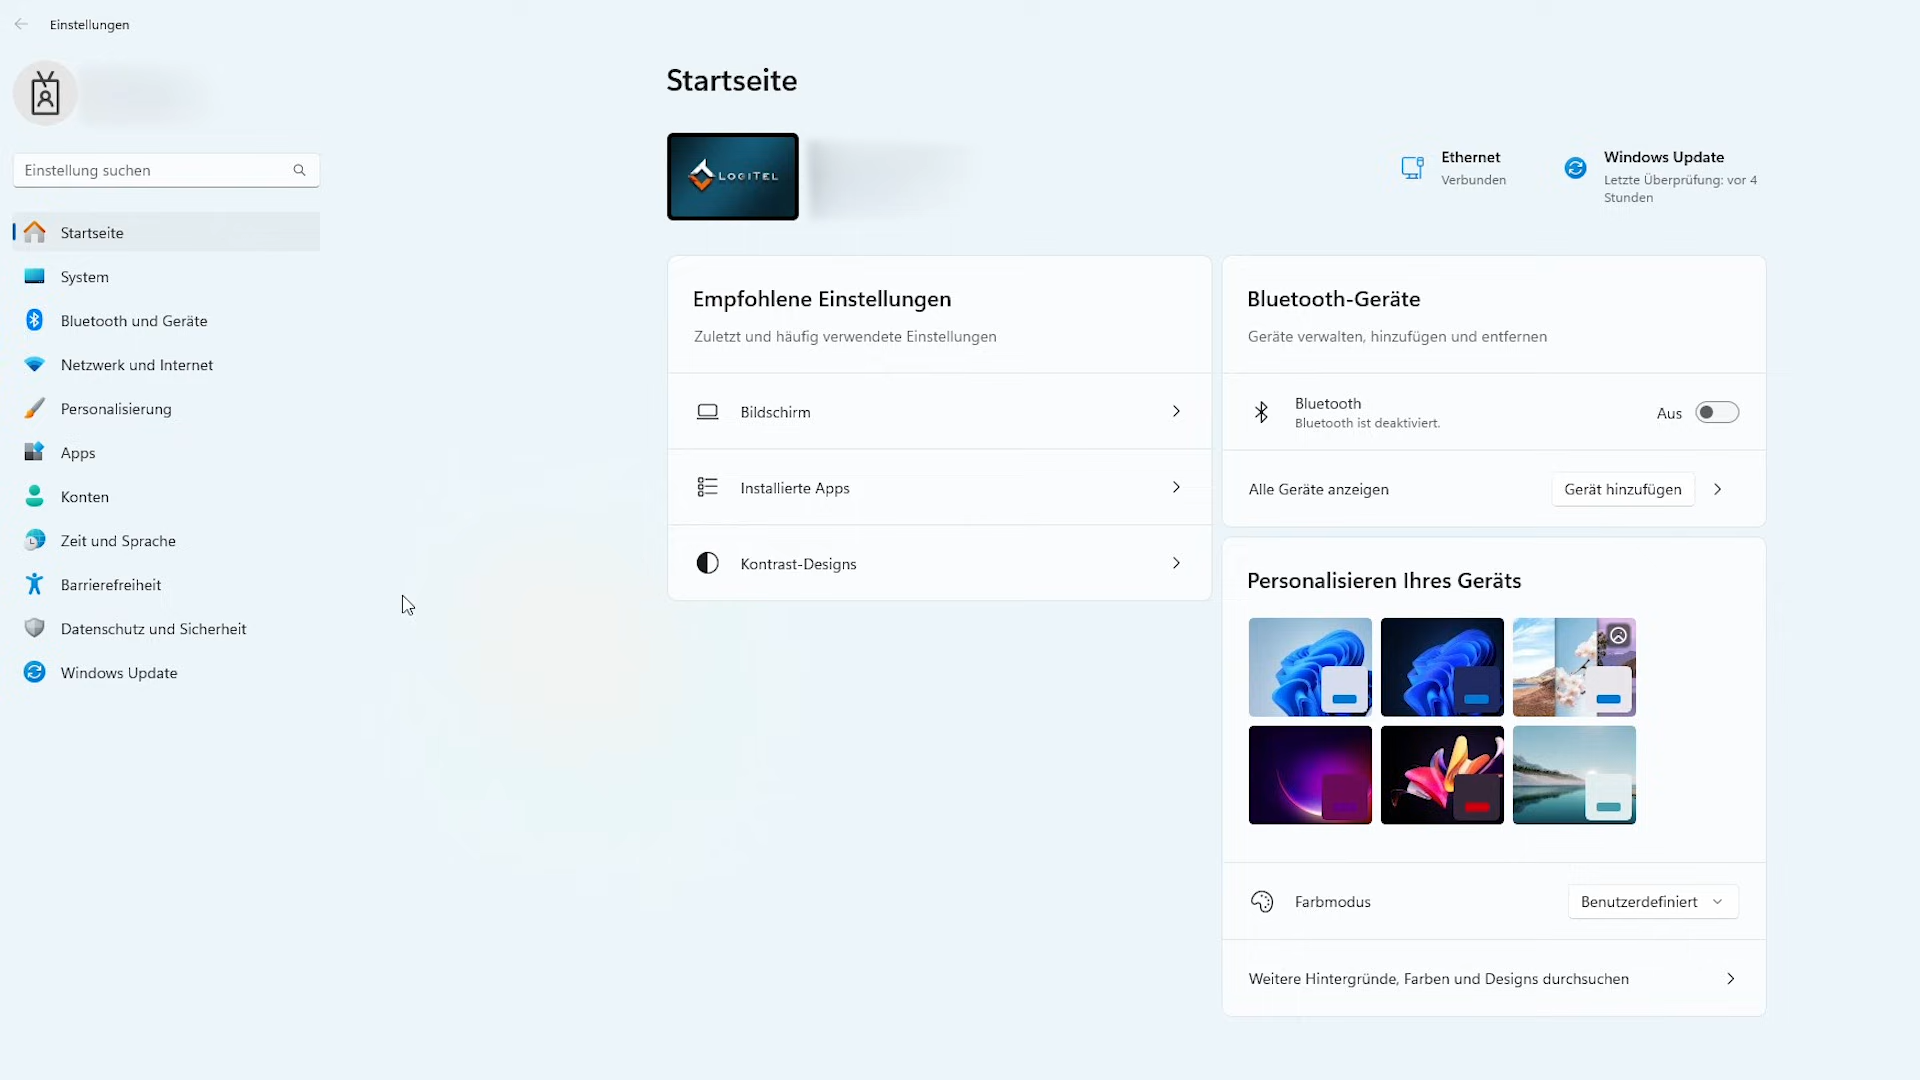 Einstellungen
Einstellung suchen
Startseite
System
Bluetooth und Geräte
Netzwerk und Internet
Personalisierung
Apps
Konten
Zeit und Sprache
Barrierefreiheit
Datenschutz und Sicherheit
Windows Update
Startseite
LOGITEL
Ethernet
Verbunden
Windows Update
Letzte Überprüfung: vor 4
Stunden
Empfohlene Einstellungen
Zuletzt und häufig verwendete Einstellungen
Bildschirm
Installierte Apps
Kontrast-Designs
Bluetooth-Geräte
Geräte verwalten, hinzufügen und entfernen
Bluetooth
Bluetooth ist deaktiviert.
Aus
Alle Geräte anzeigen
Gerät hinzufügen
Personalisieren Ihres Geräts
Farbmodus
Benutzerdefiniert
Weitere Hintergründe, Farben und Designs durchsuchen